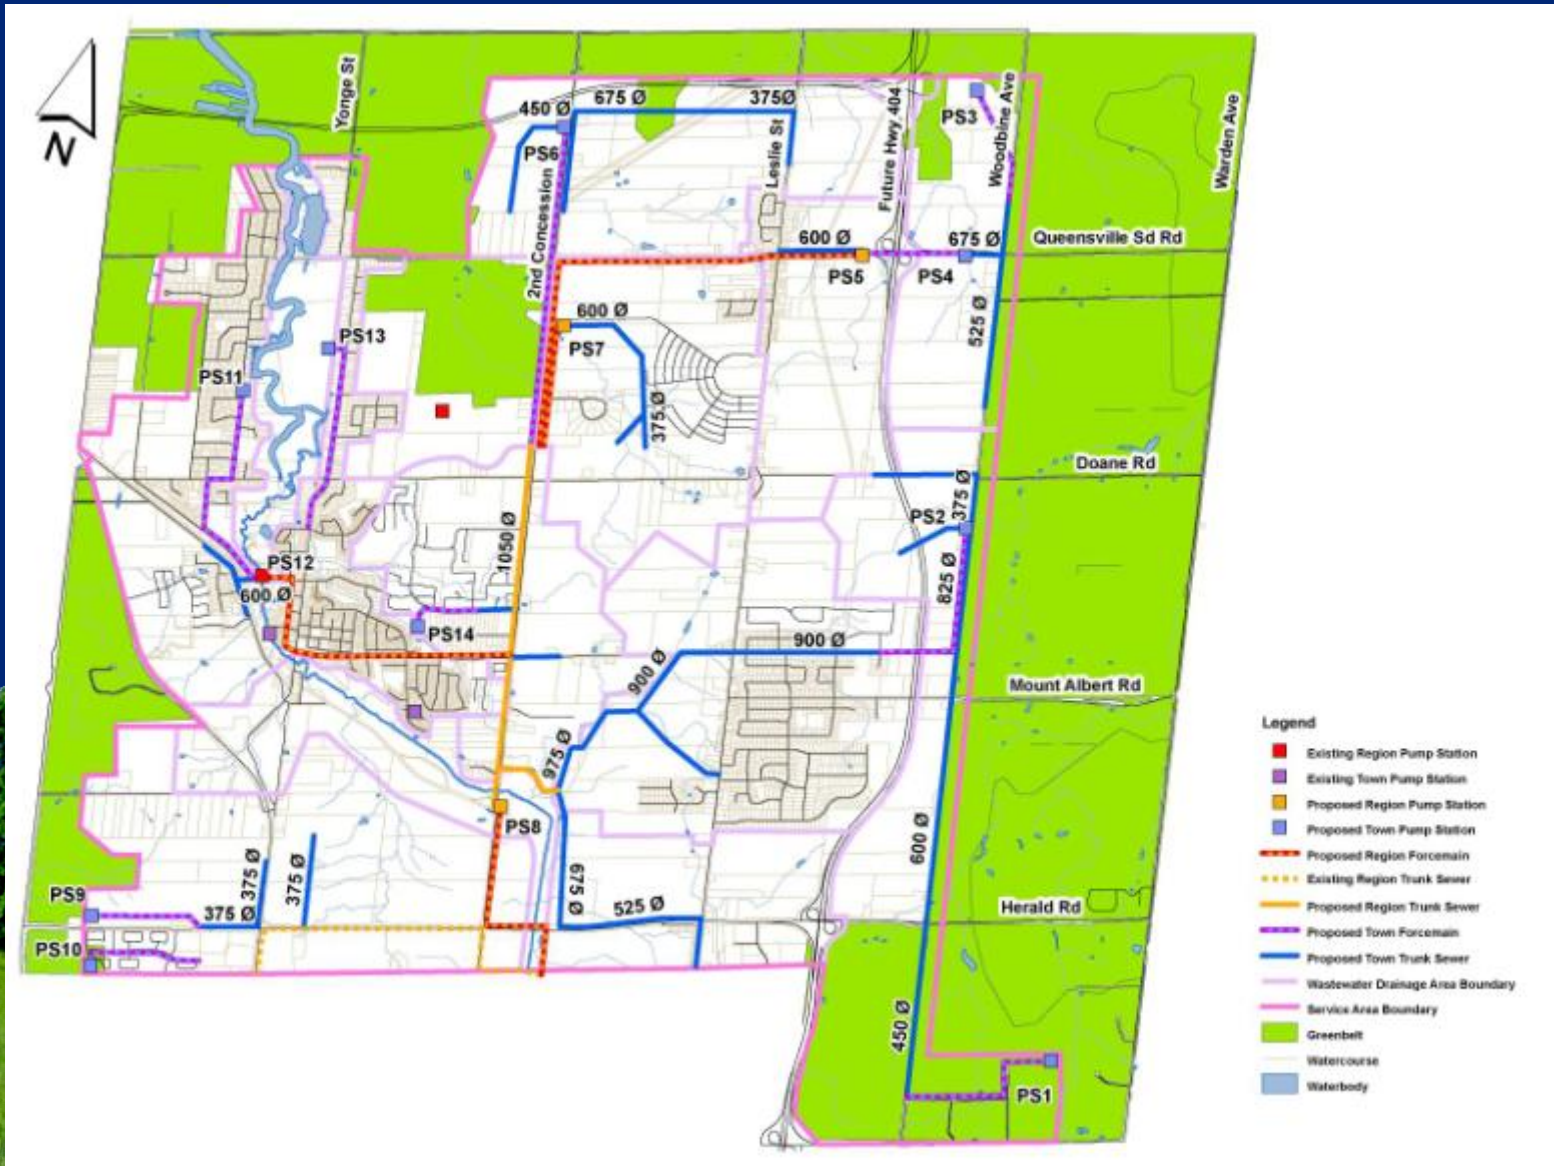 N
Yonge St
450 Ø
675 Ø
375Ø
PS6
2nd Concession
Leslie St
Future Hwy 404
PS3
Woodbine Ave
Warden Ave
600 Ø
675 Ø
Queensville Sd Rd
PS5
PS4
525 Ø
600 Ø
PS7
PS13
PS11
375 Ø
Doane Rd
375 Ø
PS2
1050 Ø
825 Ø
PS12
600 Ø
PS14
900 Ø
900 Ø
Mount Albert Rd
975 Ø
PS8
600 Ø
375 Ø
375 Ø
675 Ø
525 Ø
PS9
375 Ø
Herald Rd
PS10
450 Ø
PS1
Legend
Existing Region Pump Station
Existing Town Pump Station
Proposed Region Pump Station
Proposed Town Pump Station
Proposed Region Forcemain
Existing Region Trunk Sewer
Proposed Region Trunk Sewer
Proposed Town Forcemain
Proposed Town Trunk Sewer
Wastewater Drainage Area Boundary
Service Area Boundary
Greenbelt
Watercourse
Waterbody